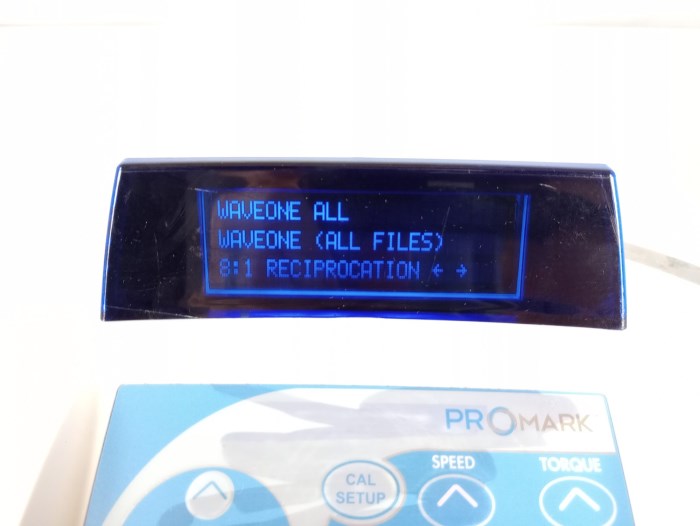 WAVEONE ALL
WAVEONE (ALL FILES)
8:1 RECIPROCATION ← →
PROMARK
CAL SETUP
SPEED
TORQUE